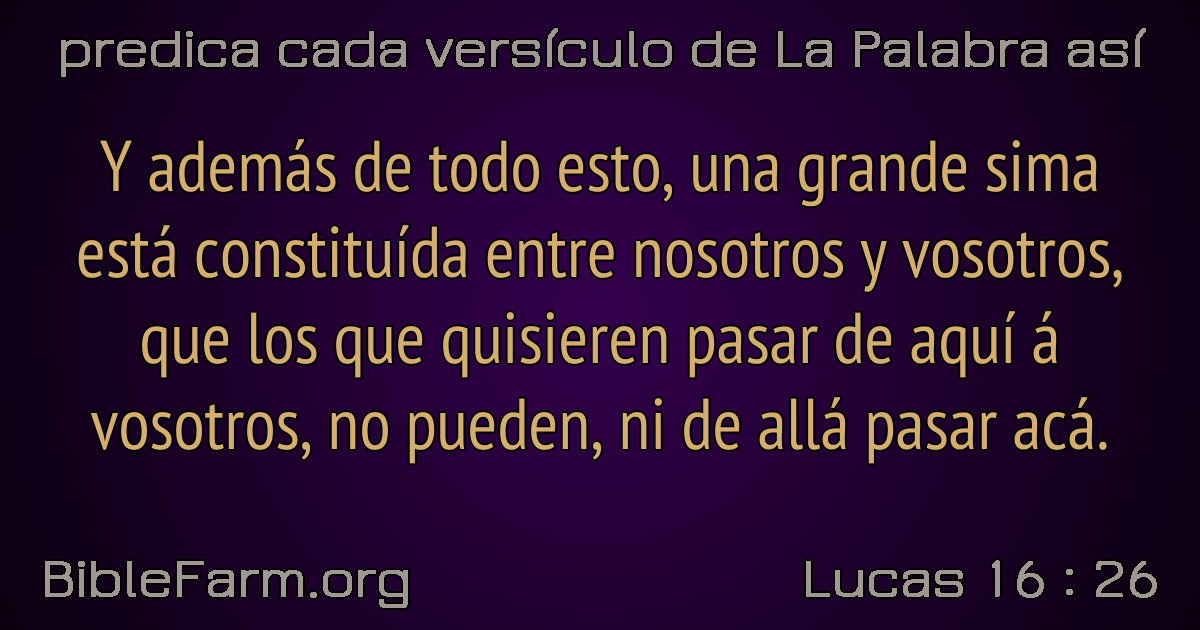 predica cada versículo de La Palabra así
Y además de todo esto, una grande sima
está constituída entre nosotros y vosotros,
que los que quisieren pasar de aquí á
vosotros, no pueden, ni de allá pasar acá.
BibleFarm.org
Lucas 16 : 26